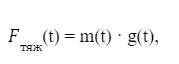 F тяж (t) = m(t) · g(t),